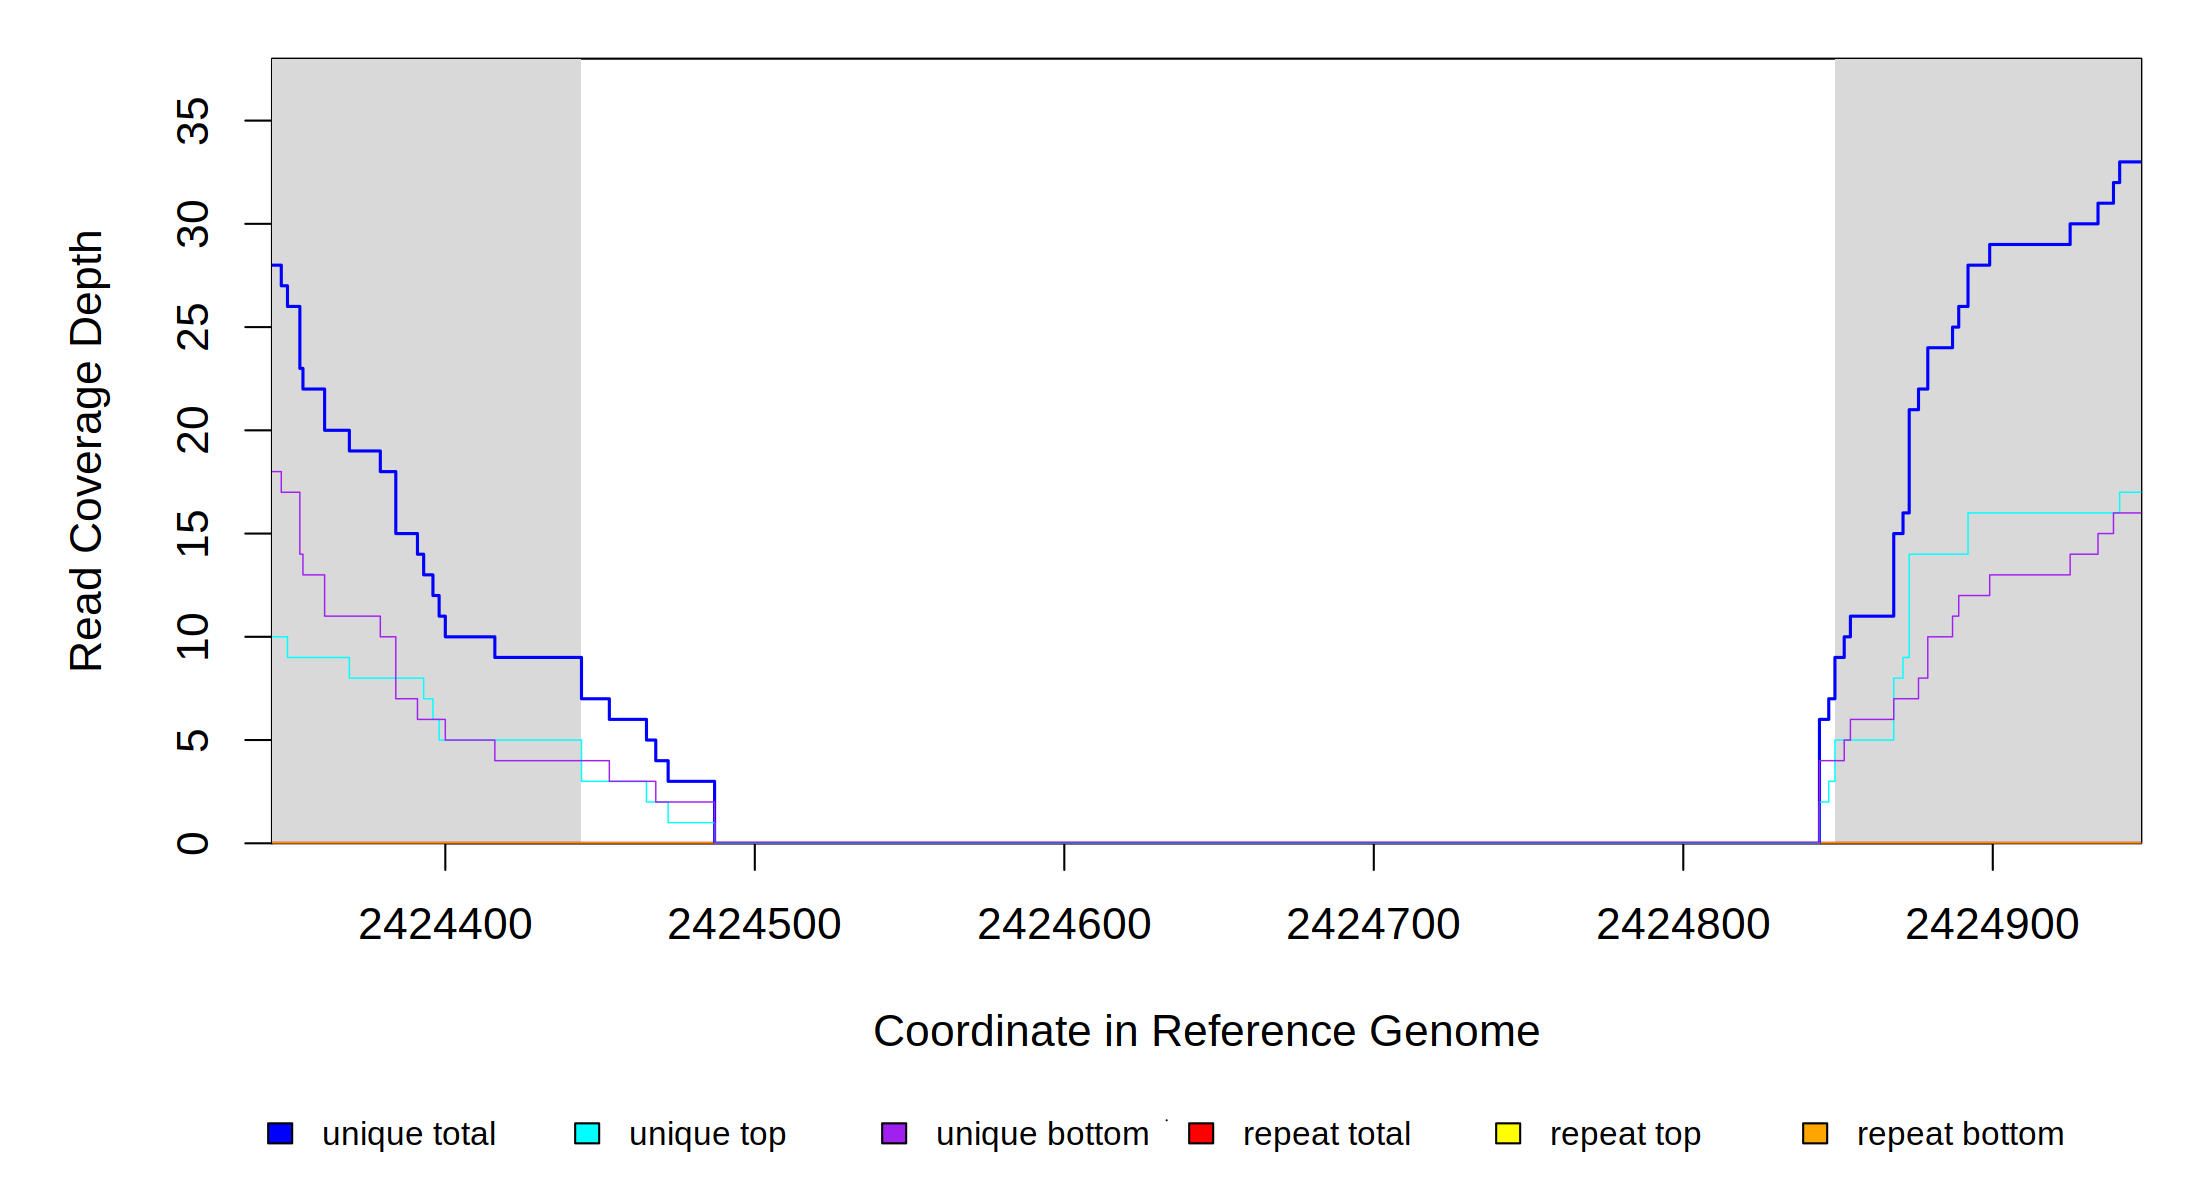 35
30
25
20
15
10
5
0
Read Coverage Depth
2424400 2424500 2424600 2424700 2424800 2424900
Coordinate in Reference Genome
unique total unique top unique bottom repeat total repeat top repeat bottom